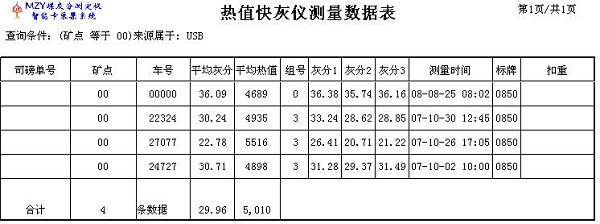 MZY煤灰分测定仪 热值快灰仪测量数据表 第1页/共1页
智能卡采集系统
查询条件: (矿点 等于 00)来源属于: USB
司磅单号 矿点 车号 平均灰分 平均热值 组号 灰分1 灰分2 灰分3 测量时间 标牌 扣重
00 00000 36.09 4689 0 36.38 35.74 36.16 08-08-25 08:02 0850
00 22324 30.24 4935 3 33.24 28.62 28.85 07-10-30 12:45 0850
00 27077 22.78 5516 3 26.41 20.71 21.22 07-10-26 17:05 0850
00 24727 30.71 4898 3 31.28 29.37 31.49 07-10-02 10:00 0850
合计 4 条数据 29.96 5,010